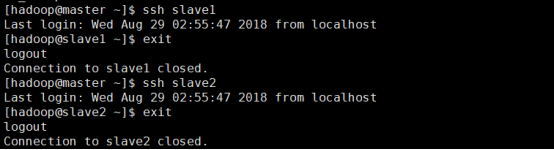 [hadoop@master ~]$ ssh slave1
Last login: Wed Aug 29 02:55:47 2018 from localhost
[hadoop@slave1 ~]$ exit
logout
Connection to slave1 closed.
[hadoop@master ~]$ ssh slave2
Last login: Wed Aug 29 02:55:47 2018 from localhost
[hadoop@slave2 ~]$ exit
logout
Connection to slave2 closed.